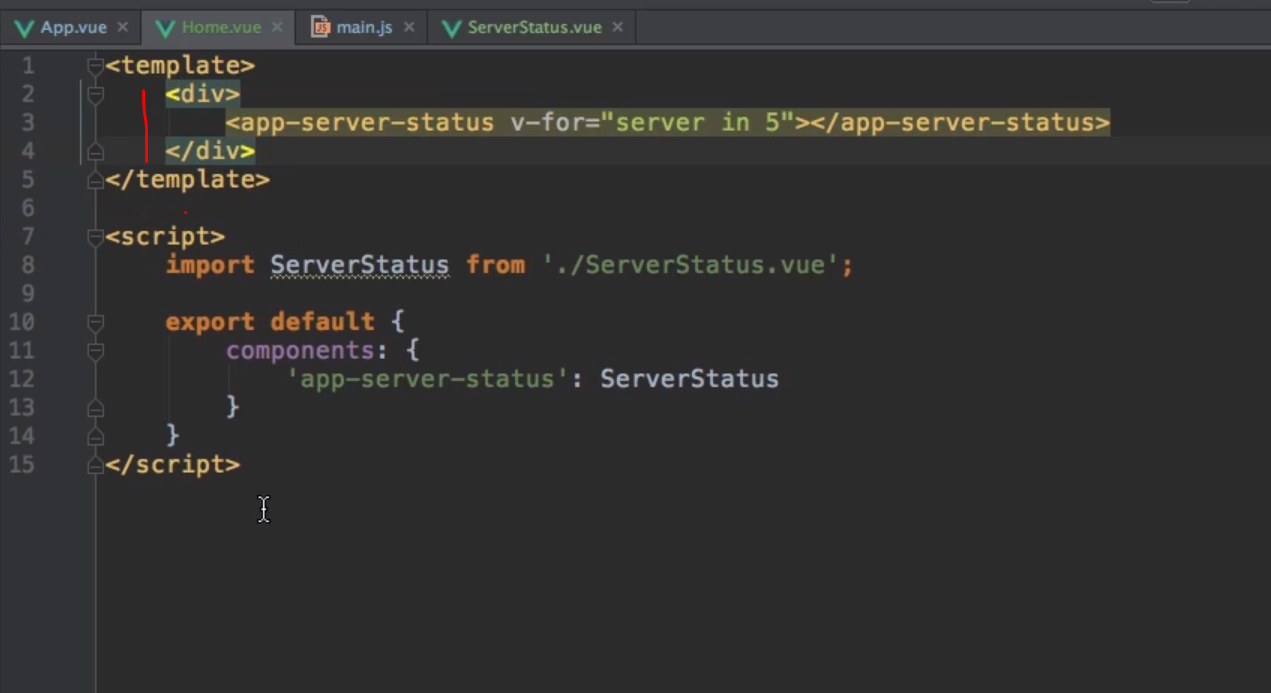 App.vue × Home.vue × main.js × ServerStatus.vue ×
1 <template>
2 <div>
3 <app-server-status v-for="server in 5"></app-server-status>
4 </div>
5 </template>
6
7 <script>
8 import ServerStatus from './ServerStatus.vue';
9
10 export default {
11 components: {
12 'app-server-status': ServerStatus
13 }
14 }
15 </script>